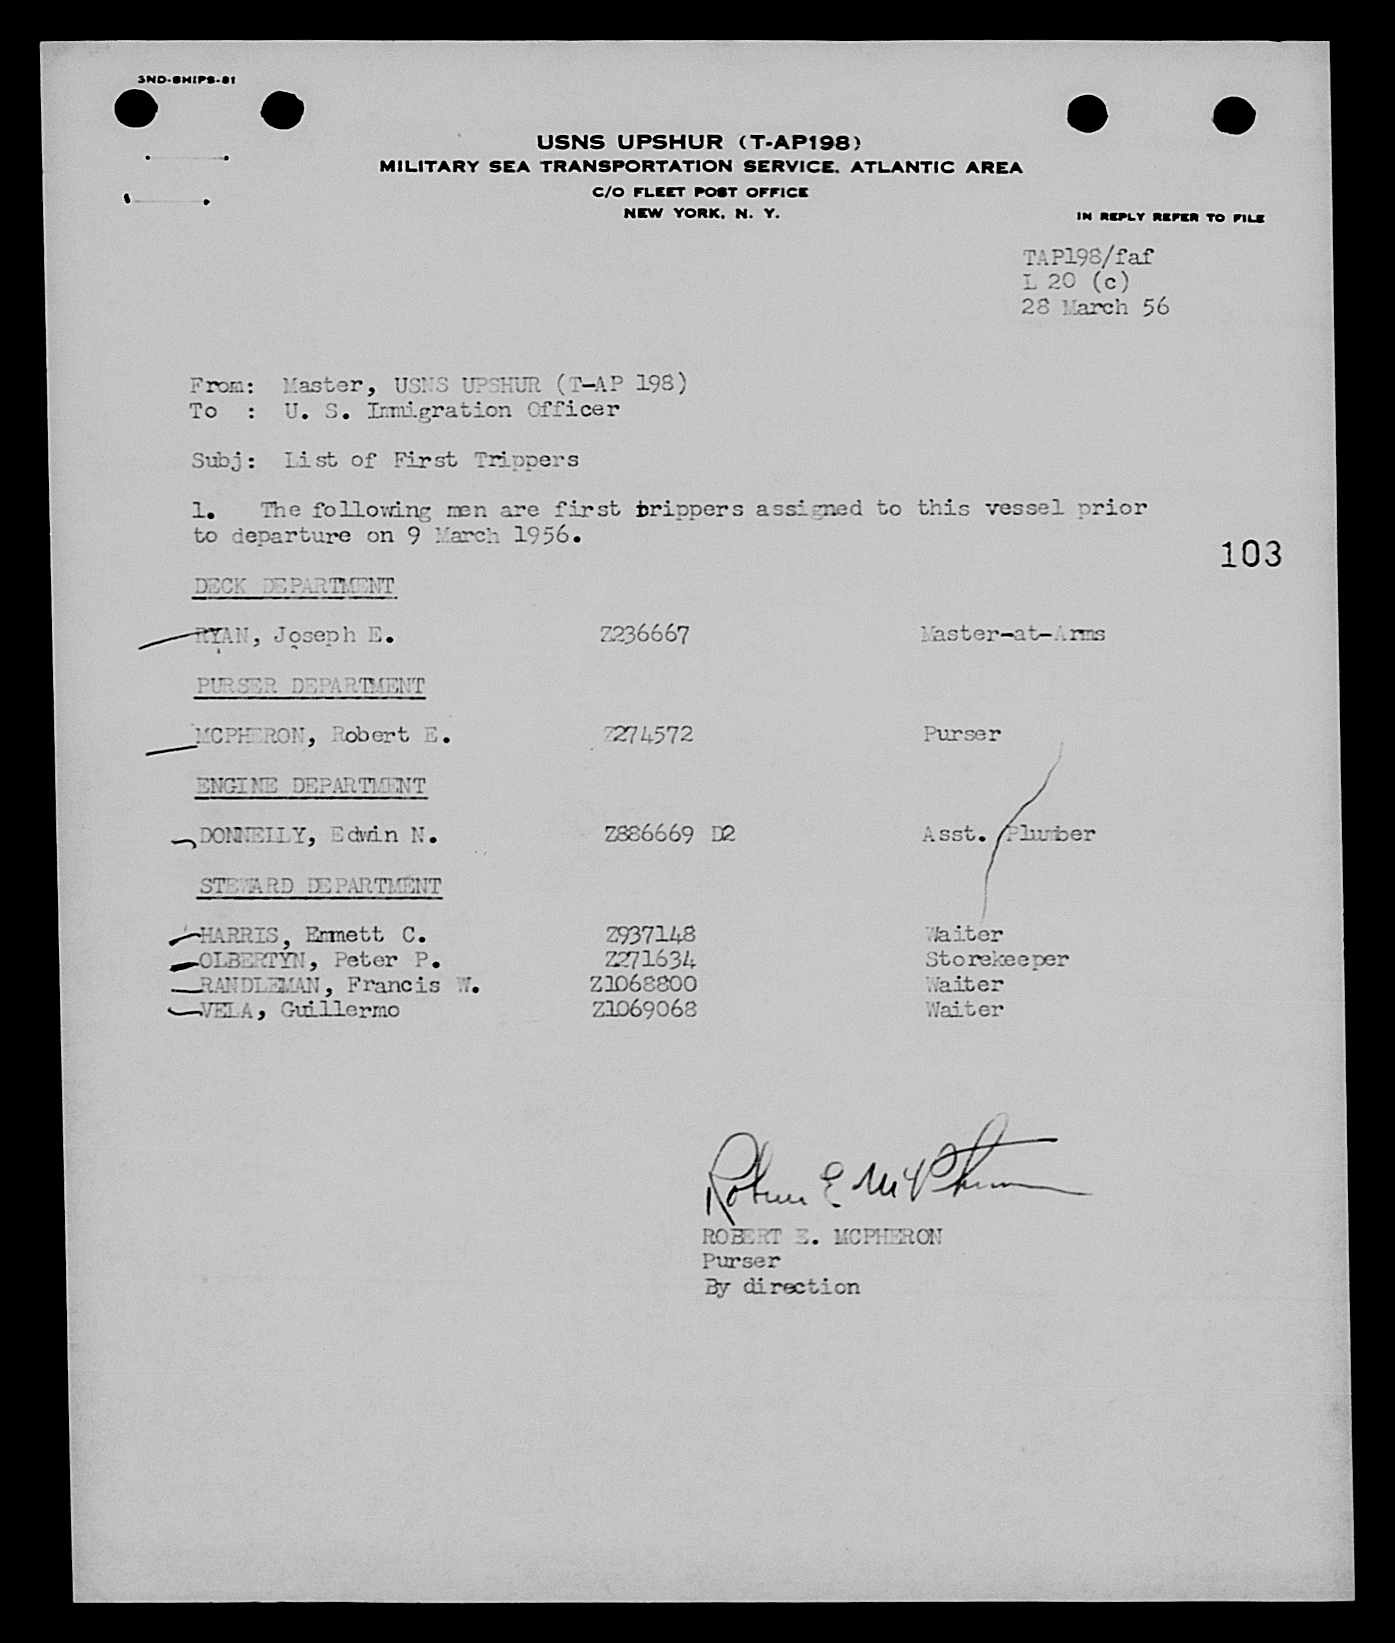 3ND-SHIPS-81
USNS UPSHUR (T-AP198)
MILITARY SEA TRANSPORTATION SERVICE, ATLANTIC AREA
C/O FLEET POST OFFICE
NEW YORK, N. Y.
IN REPLY REFER TO FILE
TAP198/faf
L 20 (c)
28 March 56
From: Master, USNS UPSHUR (T-AP 198)
To : U. S. Immigration Officer
Subj: List of First Trippers
1. The following men are first trippers assigned to this vessel prior
to departure on 9 March 1956.
103
DECK DEPARTMENT
RYAN, Joseph E. Z236667 Master-at-Arms
PURSER DEPARTMENT
MCPHERON, Robert E. Z274572 Purser
ENGINE DEPARTMENT
DONNELLY, Edwin N. Z886669 D2 Asst. Plumber
STEWARD DEPARTMENT
HARRIS, Emmett C. Z937148 Waiter
OLBERTYN, Peter P. Z271634 Storekeeper
RANDLEMAN, Francis W. Z1068800 Waiter
VELA, Guillermo Z1069068 Waiter
Robert E McPheron
ROBERT E. MCPHERON
Purser
By direction